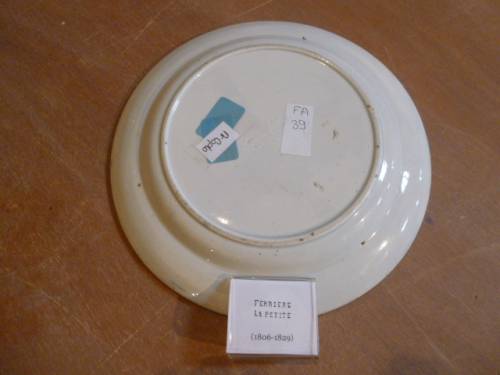 FA
39
FERRIERE
LA PETITE
(1806-1829)